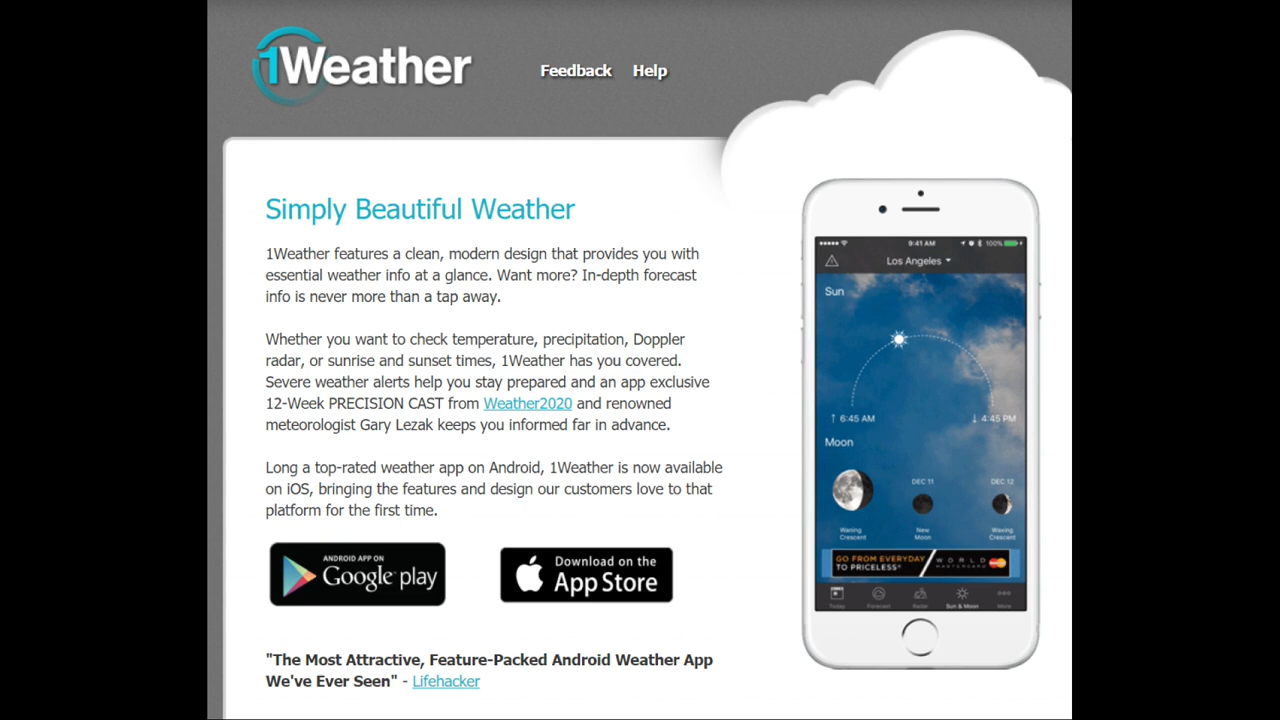 1Weather
Feedback Help
Simply Beautiful Weather
1Weather features a clean, modern design that provides you with
essential weather info at a glance. Want more? In-depth forecast
info is never more than a tap away.
Whether you want to check temperature, precipitation, Doppler
radar, or sunrise and sunset times, 1Weather has you covered.
Severe weather alerts help you stay prepared and an app exclusive
12-Week PRECISION CAST from Weather2020 and renowned
meteorologist Gary Lezak keeps you informed far in advance.
Long a top-rated weather app on Android, 1Weather is now available
on iOS, bringing the features and design our customers love to that
platform for the first time.
ANDROID APP ON
Google play
Download on the
App Store
"The Most Attractive, Feature-Packed Android Weather App
We've Ever Seen" - Lifehacker
9:41 AM 100%
Los Angeles
Sun
↑ 6:45 AM ↓ 4:45 PM
Moon
DEC 11 DEC 12
Waning New Waxing
Crescent Moon Crescent
GO FROM EVERYDAY
TO PRICELESS® WORLD
MASTERCARD
Today Forecast Radar Sun & Moon More